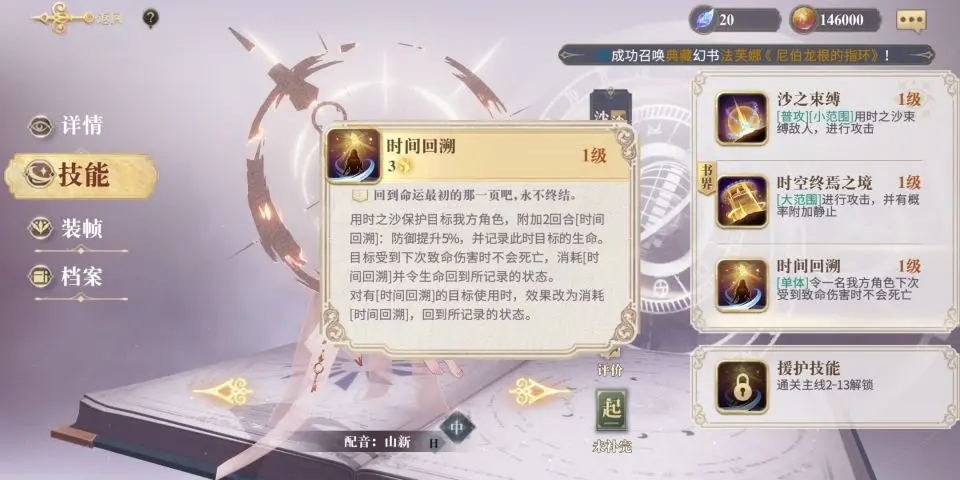 返回
?
20
146000
成功召唤典藏幻书法芙娜《尼伯龙根的指环》!
详情
技能
装帧
档案
时间回溯
3
1级
回到命运最初的那一页吧,永不终结。
用时之沙保护目标我方角色,附加2回合[时间
回溯]:防御提升5%,并记录此时目标的生命。
目标受到下次致命伤害时不会死亡,消耗[时
间回溯]并令生命回到所记录的状态。
对有[时间回溯]的目标使用时,效果改为消耗
[时间回溯],回到所记录的状态。
书界
沙之束缚
1级
[普攻][小范围]用时之沙束
缚敌人,进行攻击
时空终焉之境
1级
[大范围]进行攻击,并有概
率附加静止
时间回溯
1级
[单体]令一名我方角色下次
受到致命伤害时不会死亡
援护技能
通关主线2-13解锁
评价
起
未补完
配音:山新
中
H